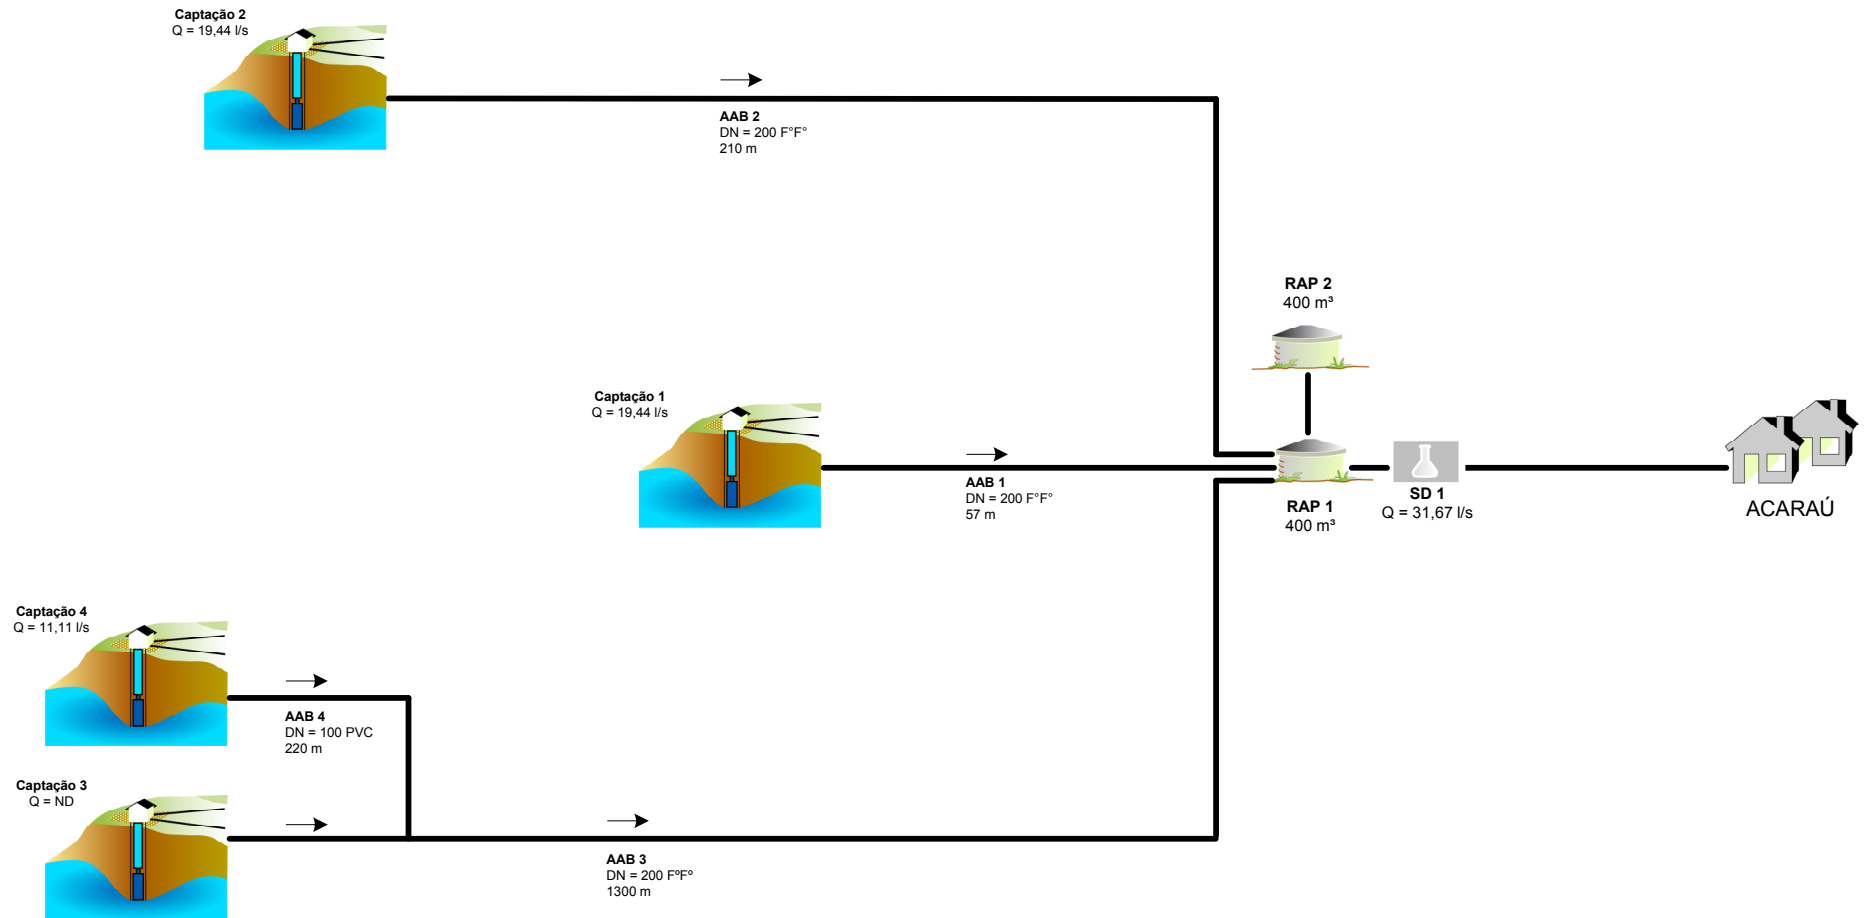 Captação 2
Q = 19,44 l/s
AAB 2
DN = 200 F°F°
210 m
RAP 2
400 m³
Captação 1
Q = 19,44 l/s
AAB 1
DN = 200 F°F°
57 m
RAP 1
400 m³
SD 1
Q = 31,67 l/s
ACARAÚ
Captação 4
Q = 11,11 l/s
AAB 4
DN = 100 PVC
220 m
Captação 3
Q = ND
AAB 3
DN = 200 FºFº
1300 m